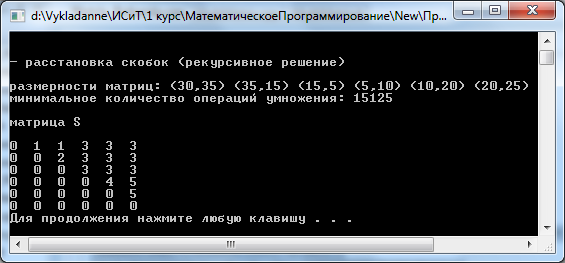 d:\Vykladanne\ИСиТ\1 курс\МатематическоеПрограммирование\New\Пр...
- расстановка скобок (рекурсивное решение)
размерности матриц: (30,35) (35,15) (15,5) (5,10) (10,20) (20,25)
минимальное количество операций умножения: 15125
матрица S
0 1 1 3 3 3
0 0 2 3 3 3
0 0 0 3 3 3
0 0 0 0 4 5
0 0 0 0 0 5
0 0 0 0 0 0
Для продолжения нажмите любую клавишу . . .